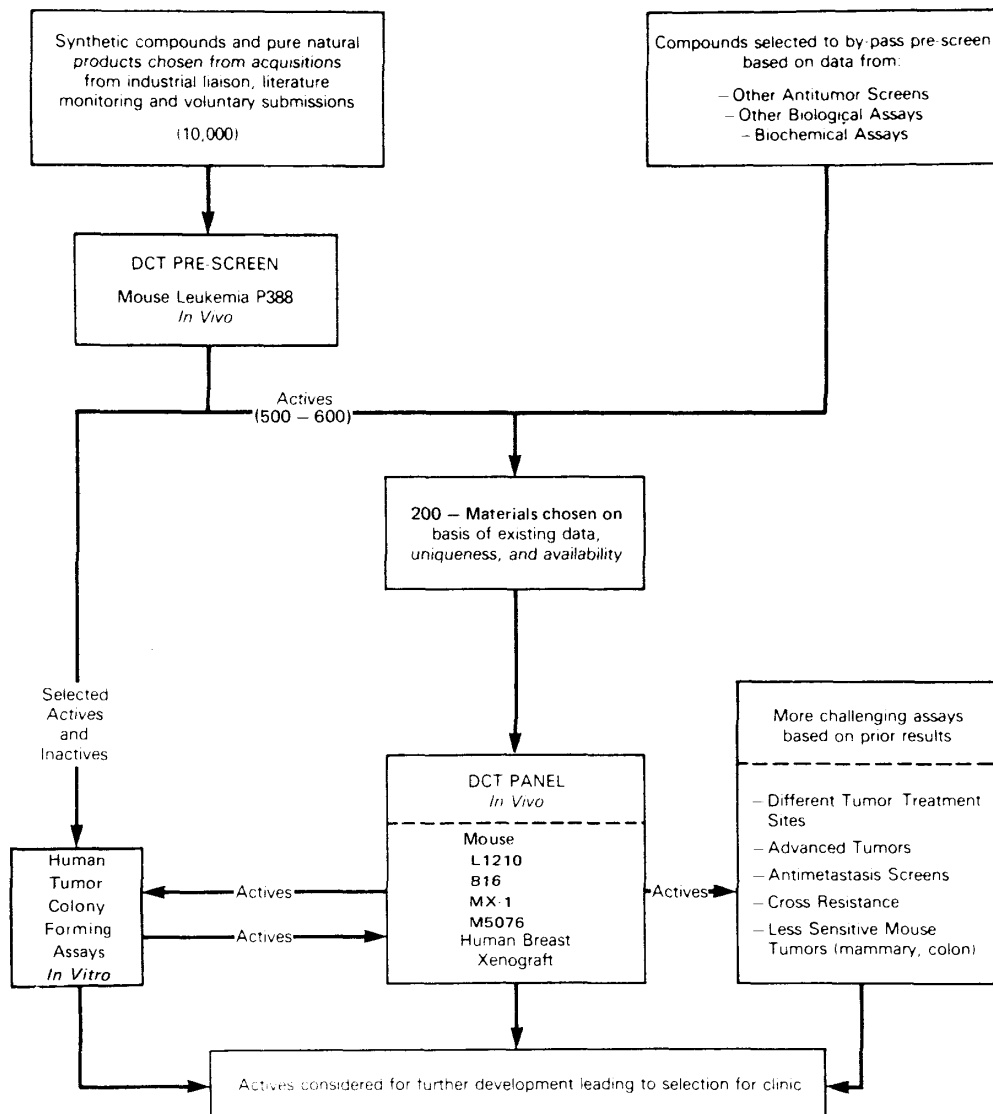 Synthetic compounds and pure natural
products chosen from acquisitions
from industrial liaison, literature
monitoring and voluntary submissions
(10,000)
Compounds selected to by-pass pre-screen
based on data from:
– Other Antitumor Screens
– Other Biological Assays
– Biochemical Assays
DCT PRE-SCREEN
Mouse Leukemia P388
In Vivo
Actives
(500 – 600)
200 – Materials chosen on
basis of existing data,
uniqueness, and availability
Selected
Actives
and
Inactives
More challenging assays
based on prior results
– Different Tumor Treatment
Sites
– Advanced Tumors
– Antimetastasis Screens
– Cross Resistance
– Less Sensitive Mouse
Tumors (mammary, colon)
DCT PANEL
In Vivo
Mouse
L1210
B16
MX-1
M5076
Human Breast
Xenograft
Human
Tumor
Colony
Forming
Assays
In Vitro
Actives
Actives
Actives
Actives considered for further development leading to selection for clinic